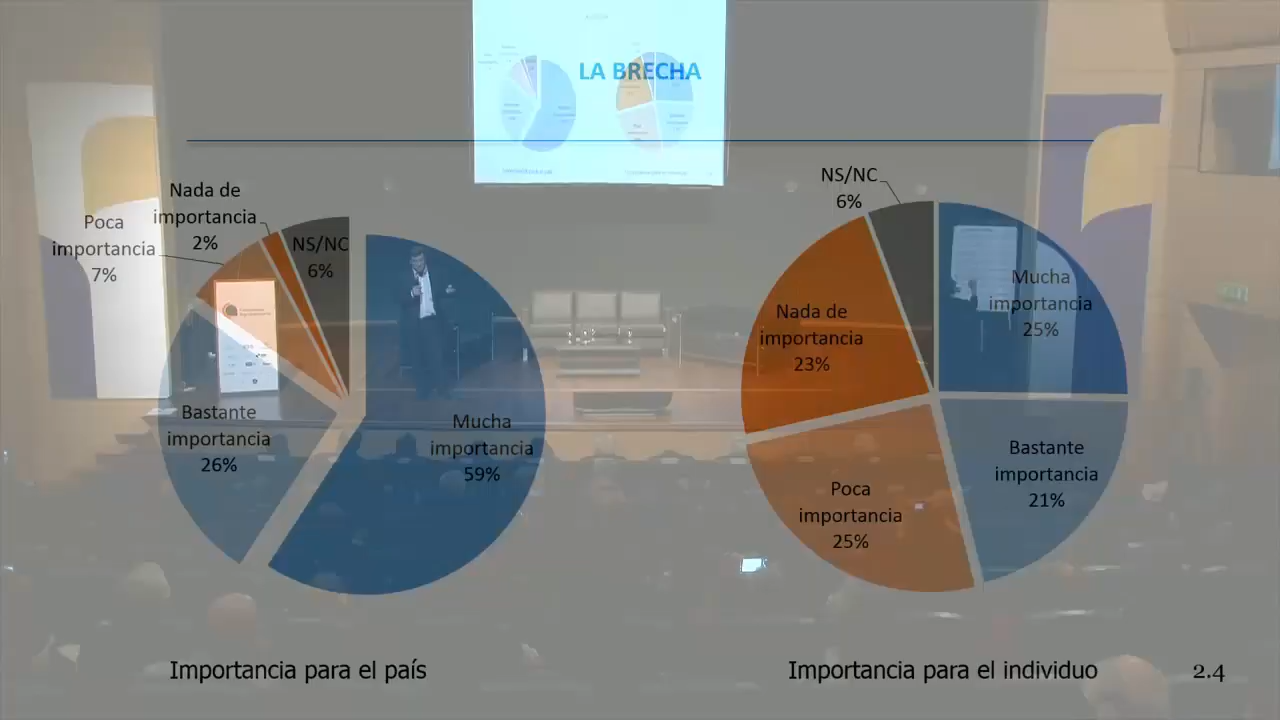 LA BRECHA
Nada de
importancia
2%
Poca
importancia
7%
NS/NC
6%
Bastante
importancia
26%
Mucha
importancia
59%
NS/NC
6%
Mucha
importancia
25%
Nada de
importancia
23%
Bastante
importancia
21%
Poca
importancia
25%
Importancia para el país
Importancia para el individuo
2.4